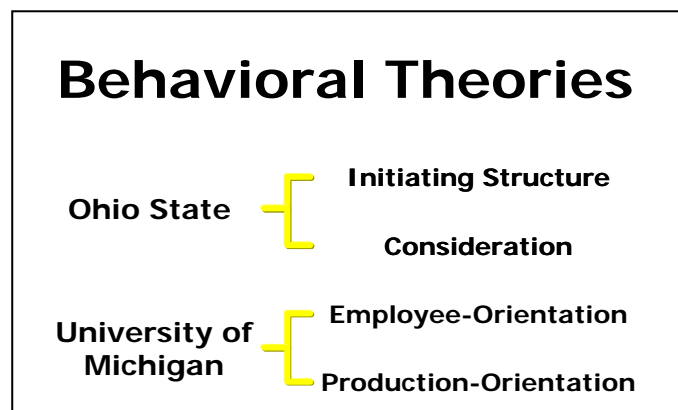 Behavioral Theories
Initiating Structure
Ohio State
Consideration
Employee-Orientation
University of
Michigan
Production-Orientation